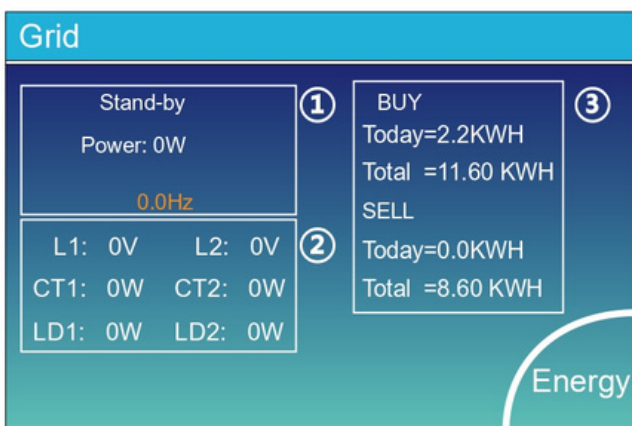 Grid
Stand-by
Power: 0W
0.0Hz
①
L1: 0V L2: 0V
CT1: 0W CT2: 0W
LD1: 0W LD2: 0W
②
BUY
Today=2.2KWH
Total =11.60 KWH
SELL
Today=0.0KWH
Total =8.60 KWH
③
Energy